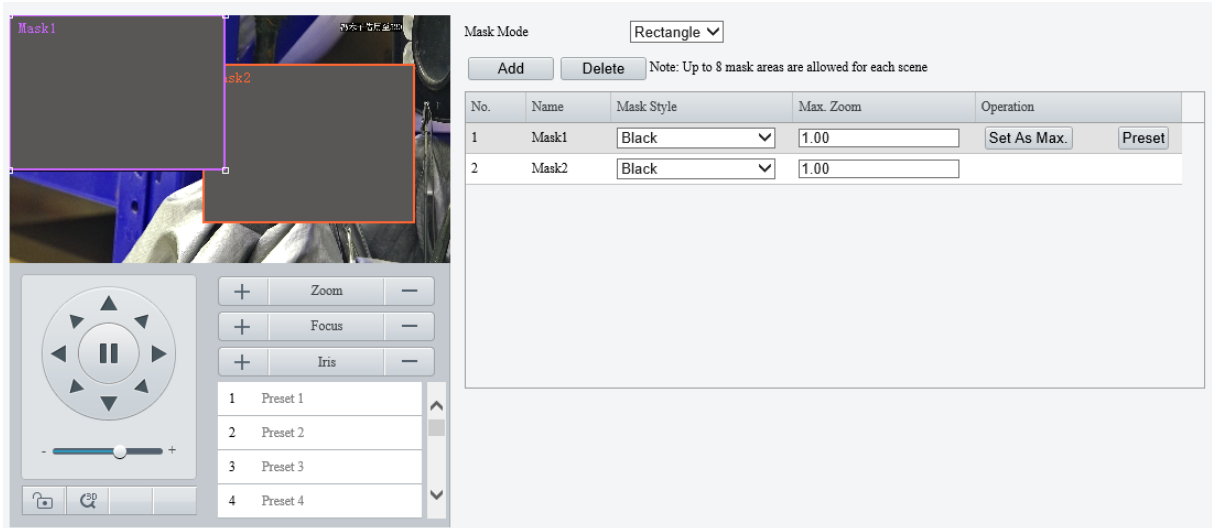 Mask1
ask2
Mask Mode
Rectangle
Add
Delete
Note: Up to 8 mask areas are allowed for each scene
No. Name Mask Style Max. Zoom Operation
1 Mask1 Black 1.00 Set As Max. Preset
2 Mask2 Black 1.00
+ Zoom −
+ Focus −
+ Iris −
1 Preset 1
2 Preset 2
3 Preset 3
4 Preset 4
- +
3D